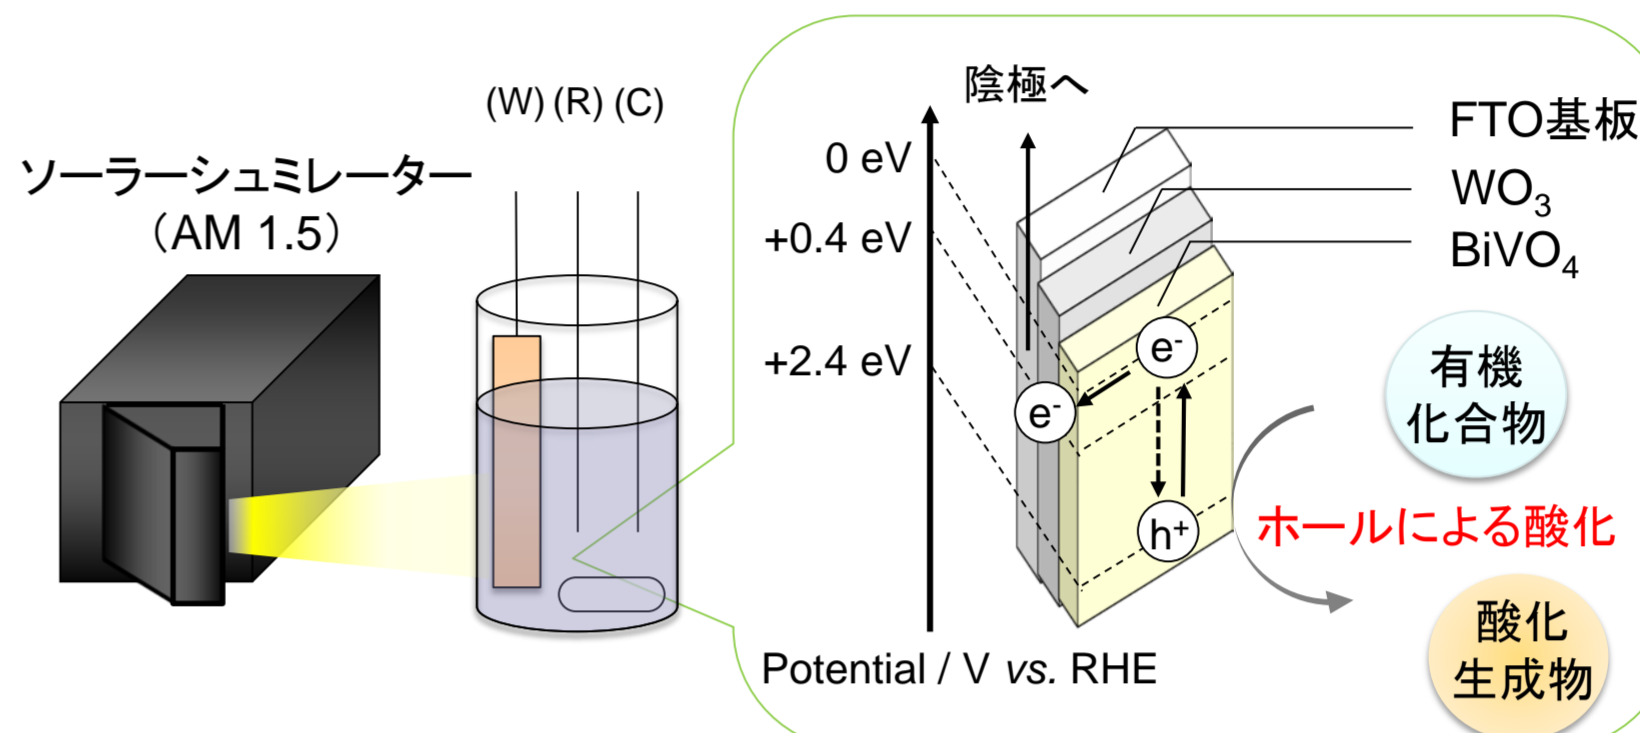 ソーラーシュミレーター
（AM 1.5）
(W) (R) (C)
陰極へ
0 eV
+0.4 eV
+2.4 eV
FTO基板
WO₃
BiVO₄
e⁻
e⁻
h⁺
有機
化合物
ホールによる酸化
酸化
生成物
Potential / V vs. RHE